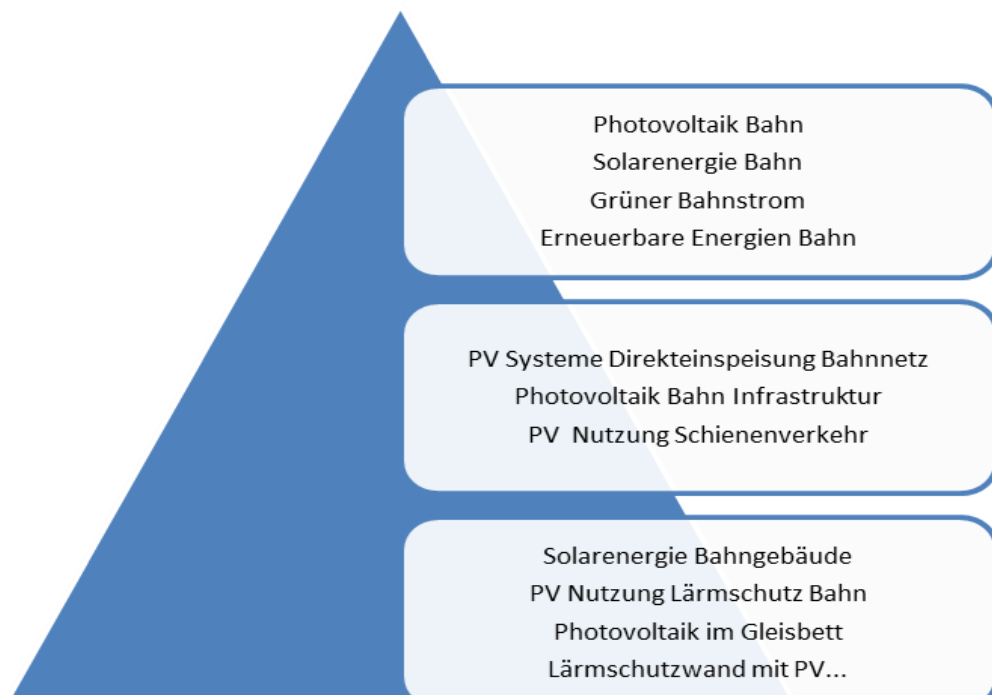 Photovoltaik Bahn
Solarenergie Bahn
Grüner Bahnstrom
Erneuerbare Energien Bahn
PV Systeme Direkteinspeisung Bahnnetz
Photovoltaik Bahn Infrastruktur
PV  Nutzung Schienenverkehr
Solarenergie Bahngebäude
PV Nutzung Lärmschutz Bahn
Photovoltaik im Gleisbett
Lärmschutzwand mit PV...